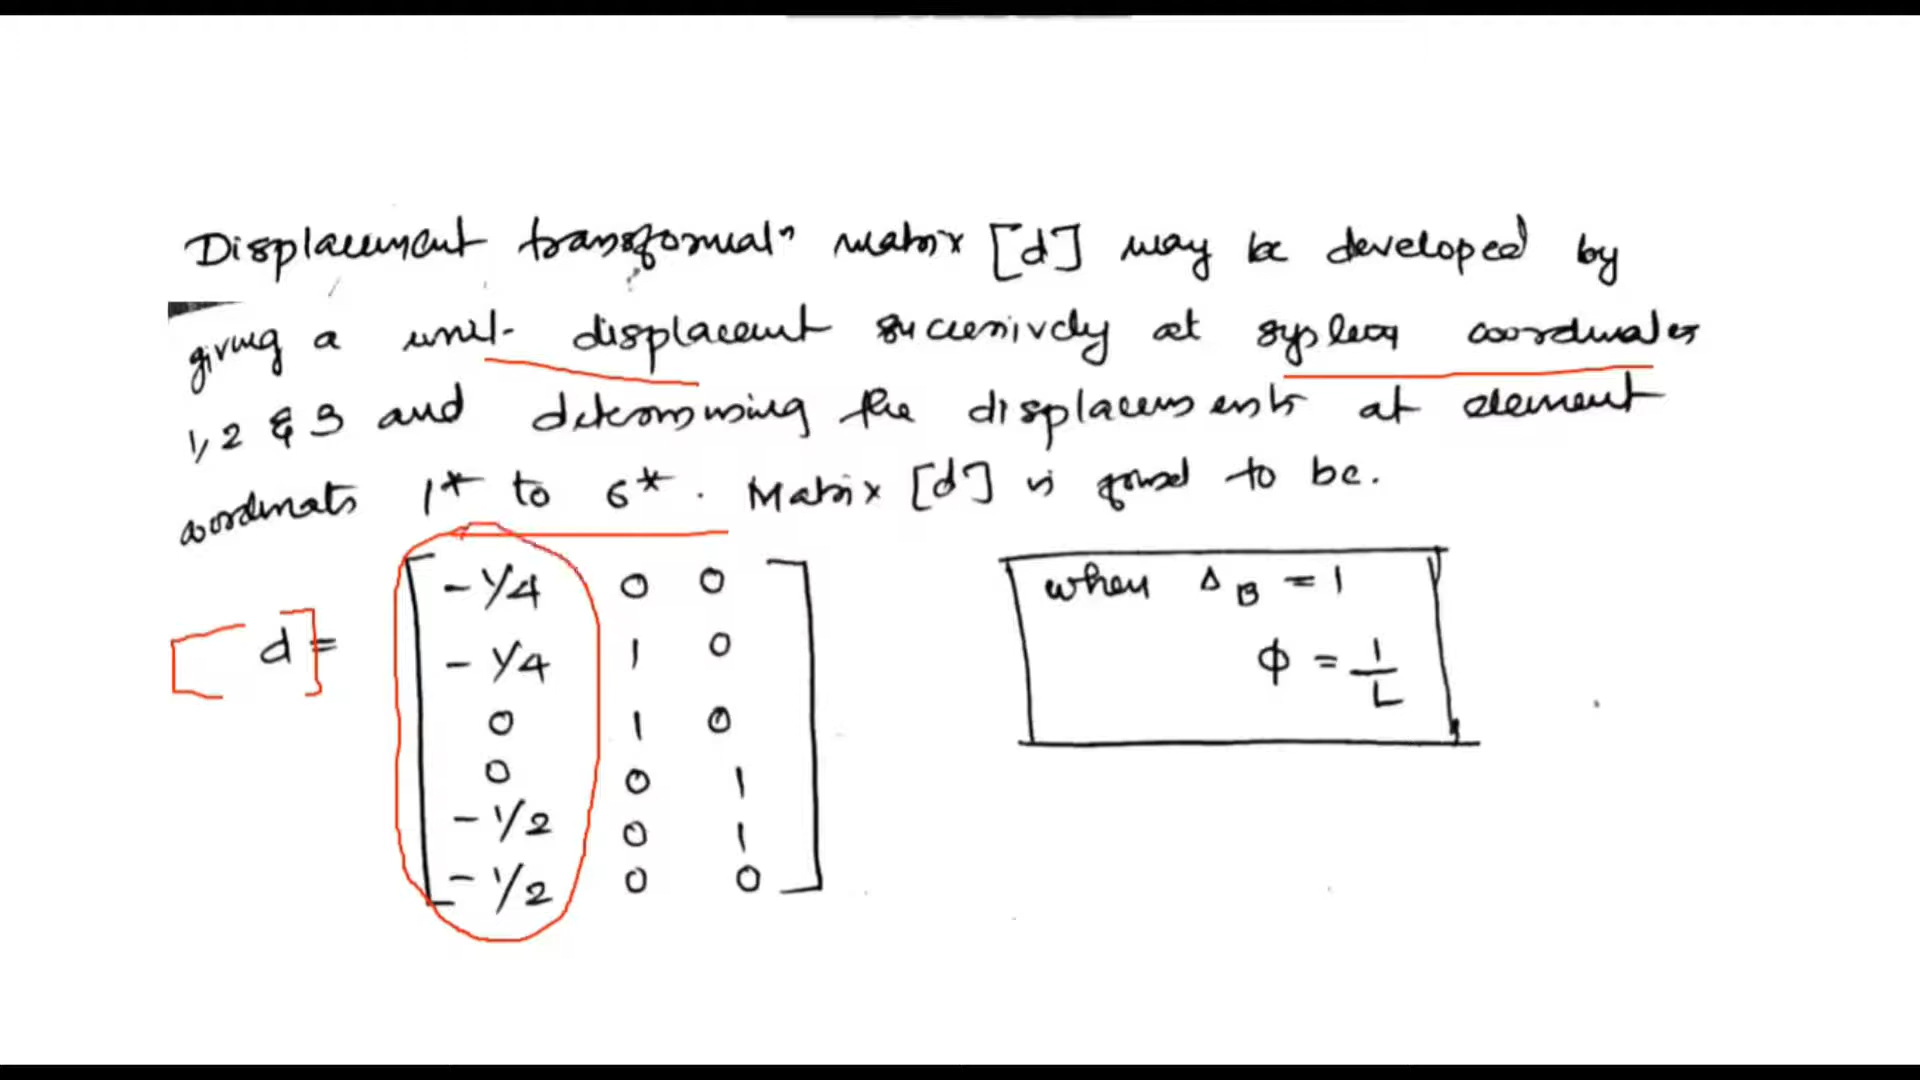 Displacement transformatn matrix [d] may be developed by
giving a unit displacement successively at system coordinates
1, 2 & 3 and determining the displacements at element
coordinates 1* to 6*. Matrix [d] is found to be.
[d] =
-1/4 0 0
-1/4 1 0
0 1 0
0 0 1
-1/2 0 1
-1/2 0 0
when Δ B = 1
φ = 1/L